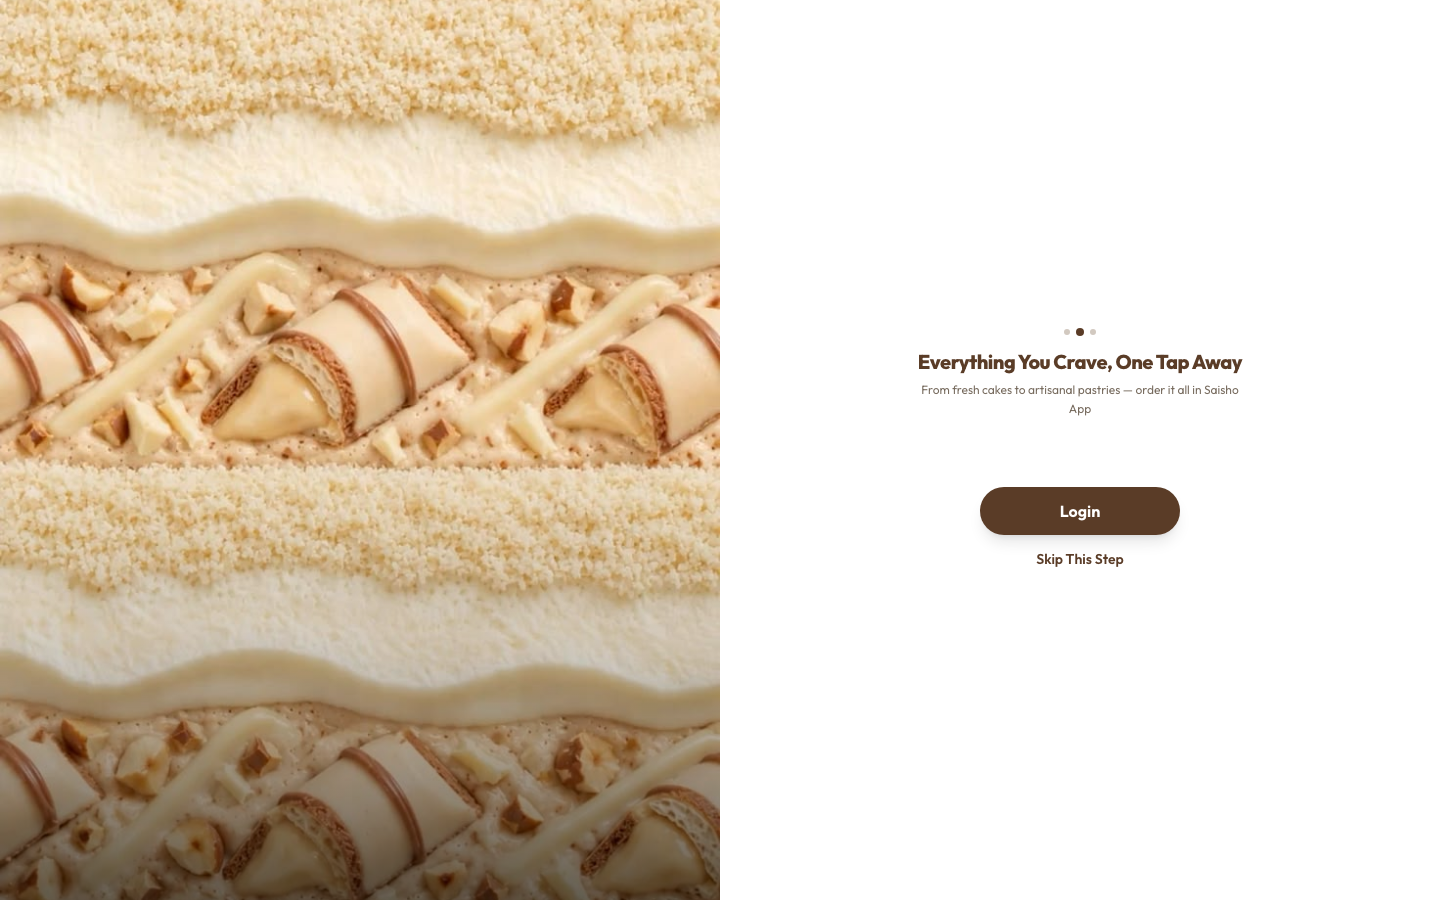 Everything You Crave, One Tap Away
From fresh cakes to artisanal pastries — order it all in Saisho
App
Login
Skip This Step